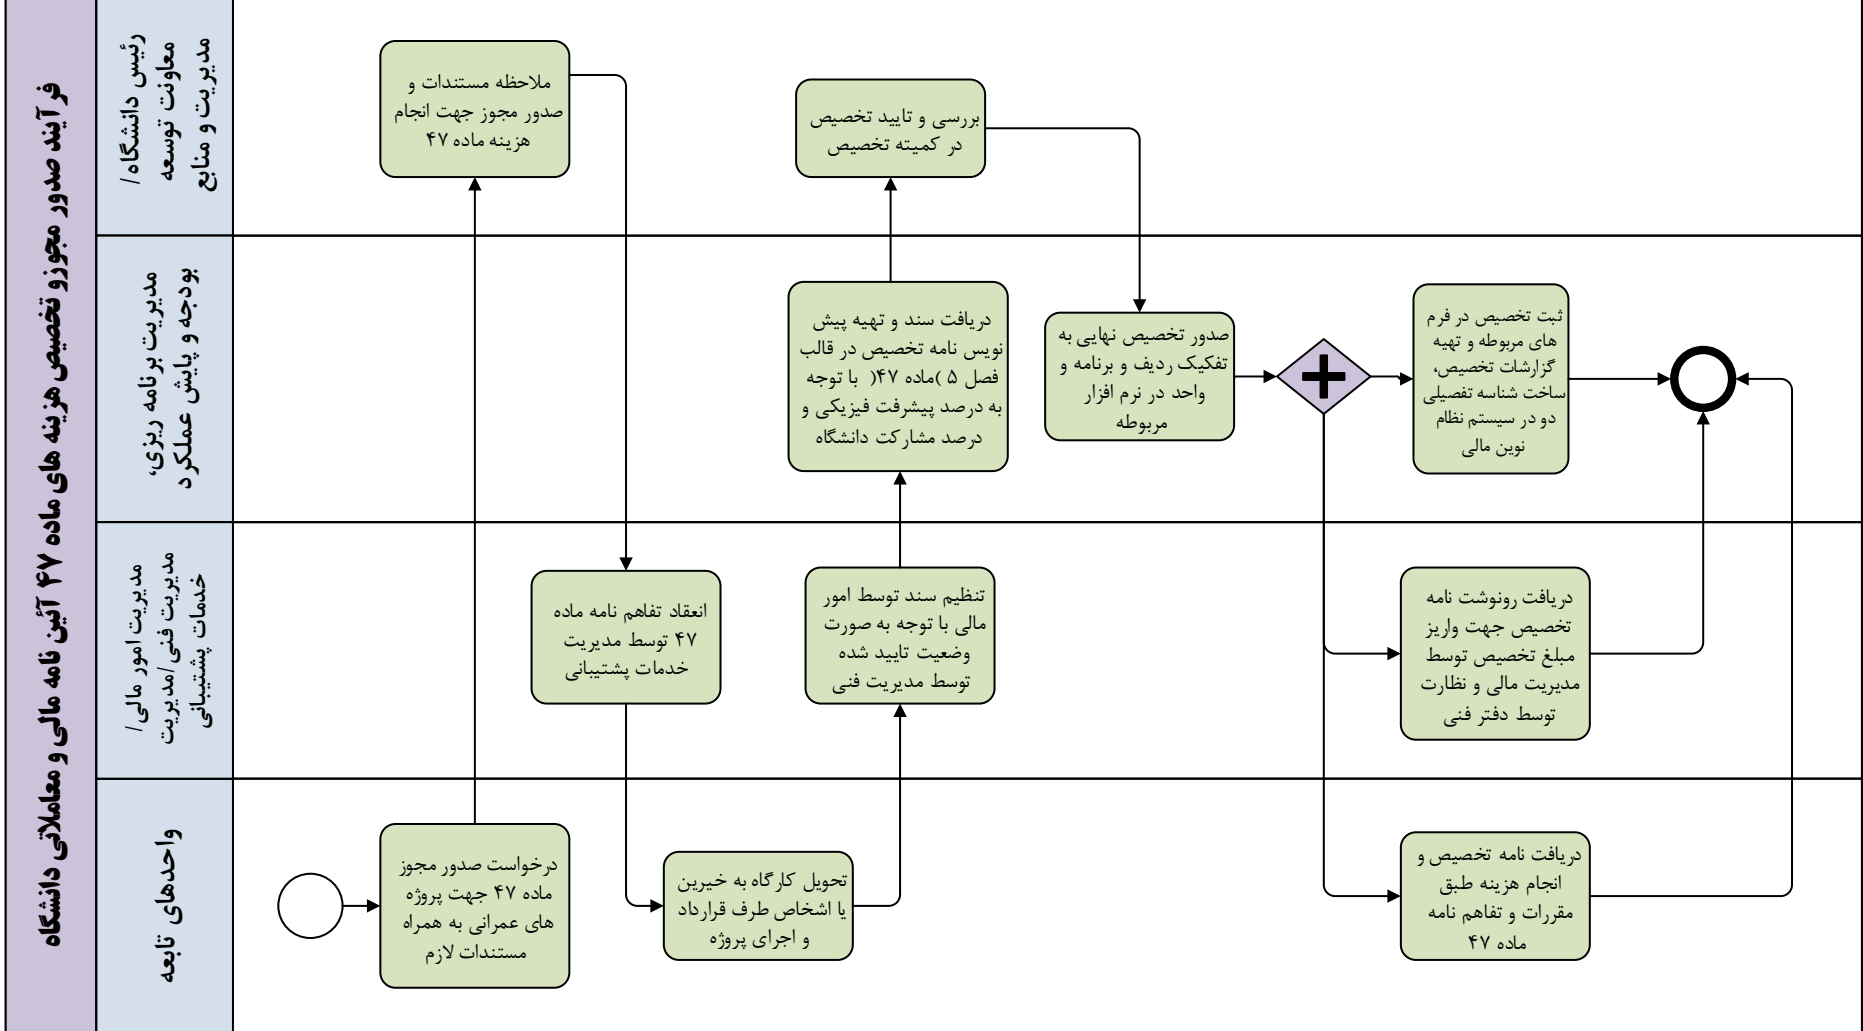 فرآیند صدور مجوزو تخصیص هزینه های ماده ۴۷ آئین نامه مالی و معاملاتی دانشگاه
رئیس دانشگاه /
معاونت توسعه
مدیریت و منابع
ملاحظه مستندات و
صدور مجوز جهت انجام
هزینه ماده ۴۷
بررسی و تایید تخصیص
در کمیته تخصیص
مدیریت برنامه ریزی،
بودجه و پایش عملکرد
دریافت سند و تهیه پیش
نویس نامه تخصیص در قالب
فصل ۵ )ماده ۴۷( با توجه
به درصد پیشرفت فیزیکی و
درصد مشارکت دانشگاه
صدور تخصیص نهایی به
تفکیک ردیف و برنامه و
واحد در نرم افزار
مربوطه
ثبت تخصیص در فرم
های مربوطه و تهیه
گزارشات تخصیص،
ساخت شناسه تفصیلی
دو در سیستم نظام
نوین مالی
مدیریت امور مالی/
مدیریت فنی /مدیریت
خدمات پشتیبانی
انعقاد تفاهم نامه ماده
۴۷ توسط مدیریت
خدمات پشتیبانی
تنظیم سند توسط امور
مالی با توجه به صورت
وضعیت تایید شده
توسط مدیریت فنی
دریافت رونوشت نامه
تخصیص جهت واریز
مبلغ تخصیص توسط
مدیریت مالی و نظارت
توسط دفتر فنی
واحدهای تابعه
درخواست صدور مجوز
ماده ۴۷ جهت پروژه
های عمرانی به همراه
مستندات لازم
تحویل کارگاه به خیرین
یا اشخاص طرف قرارداد
و اجرای پروژه
دریافت نامه تخصیص و
انجام هزینه طبق
مقررات و تفاهم نامه
ماده ۴۷